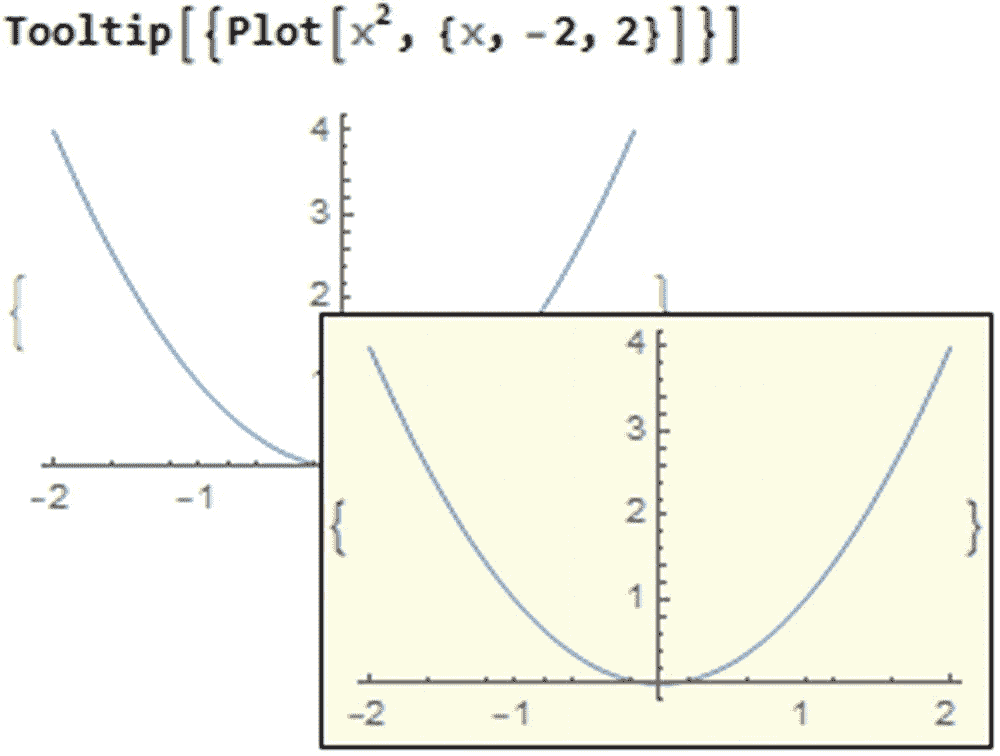 Tooltip[{Plot[x², {x, -2, 2}]}]
4
3
{ 2 }
-2 -1
4
3
{ 2 }
1
-2 -1 1 2